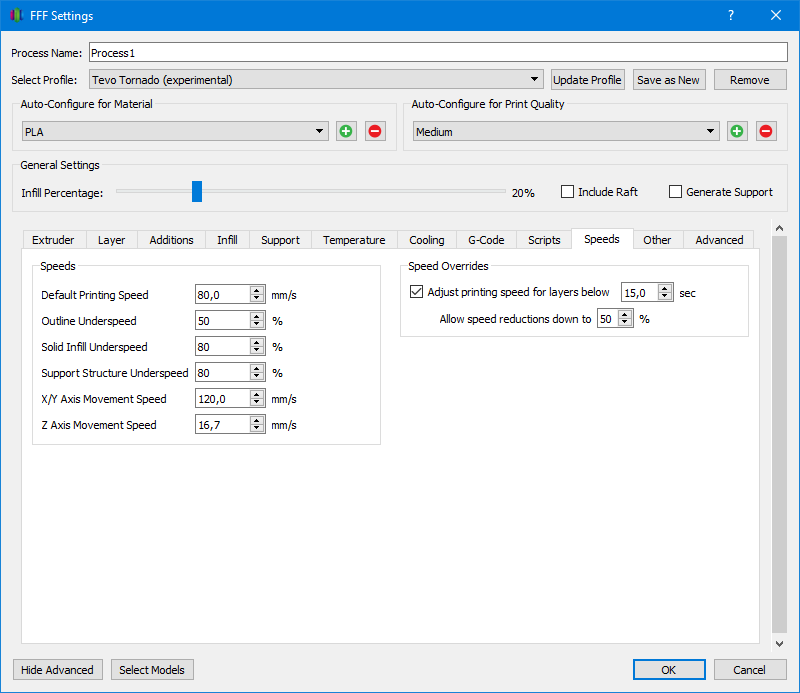 FFF Settings ?
Process Name: Process1
Select Profile: Tevo Tornado (experimental) Update Profile Save as New Remove
Auto-Configure for Material
PLA
Auto-Configure for Print Quality
Medium
General Settings
Infill Percentage: 20% Include Raft Generate Support
Extruder Layer Additions Infill Support Temperature Cooling G-Code Scripts Speeds Other Advanced
Speeds
Default Printing Speed 80,0 mm/s
Outline Underspeed 50 %
Solid Infill Underspeed 80 %
Support Structure Underspeed 80 %
X/Y Axis Movement Speed 120,0 mm/s
Z Axis Movement Speed 16,7 mm/s
Speed Overrides
Adjust printing speed for layers below 15,0 sec
Allow speed reductions down to 50 %
Hide Advanced Select Models OK Cancel